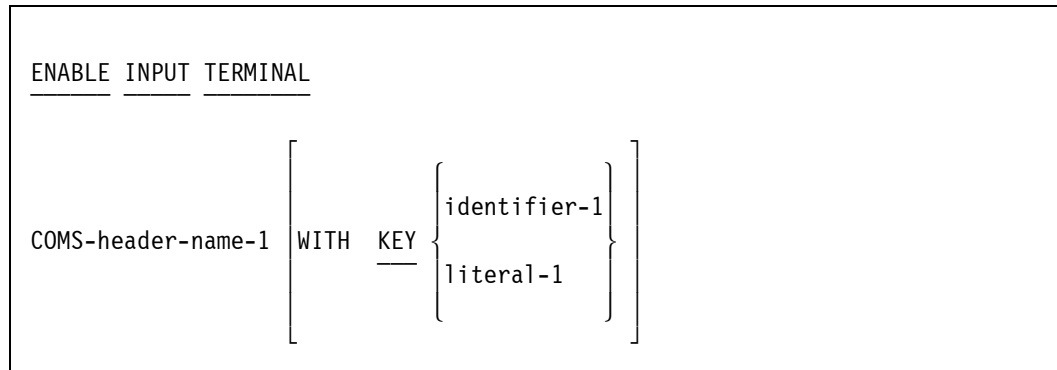 ENABLE INPUT TERMINAL
identifier-1
COMS-header-name-1 WITH KEY
literal-1